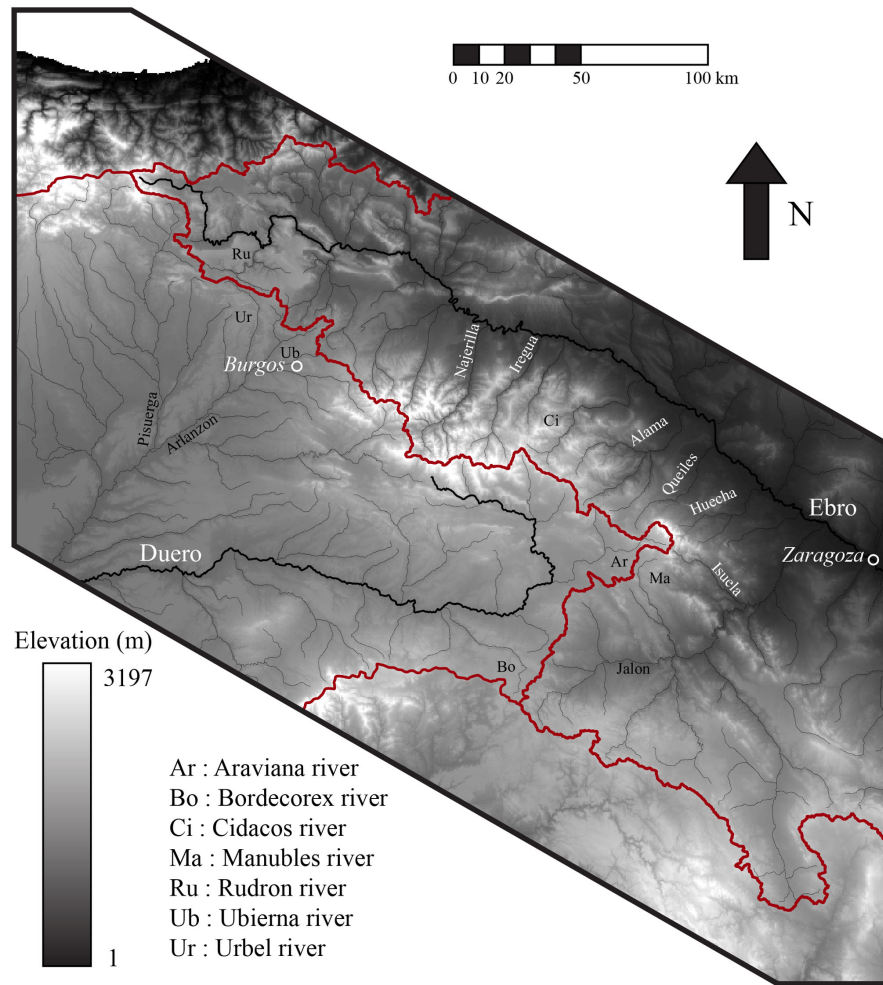 0 10 20 50 100 km
N
Ru
Ur
Najerilla
Iregua
Ub
Burgos
Pisuerga
Arlanzon
Ci
Alama
Queiles
Huecha
Ebro
Zaragoza
Duero
Ar
Ma
Isuela
Bo
Jalon
Elevation (m)
3197
1
Ar : Araviana river
Bo : Bordecorex river
Ci : Cidacos river
Ma : Manubles river
Ru : Rudron river
Ub : Ubierna river
Ur : Urbel river